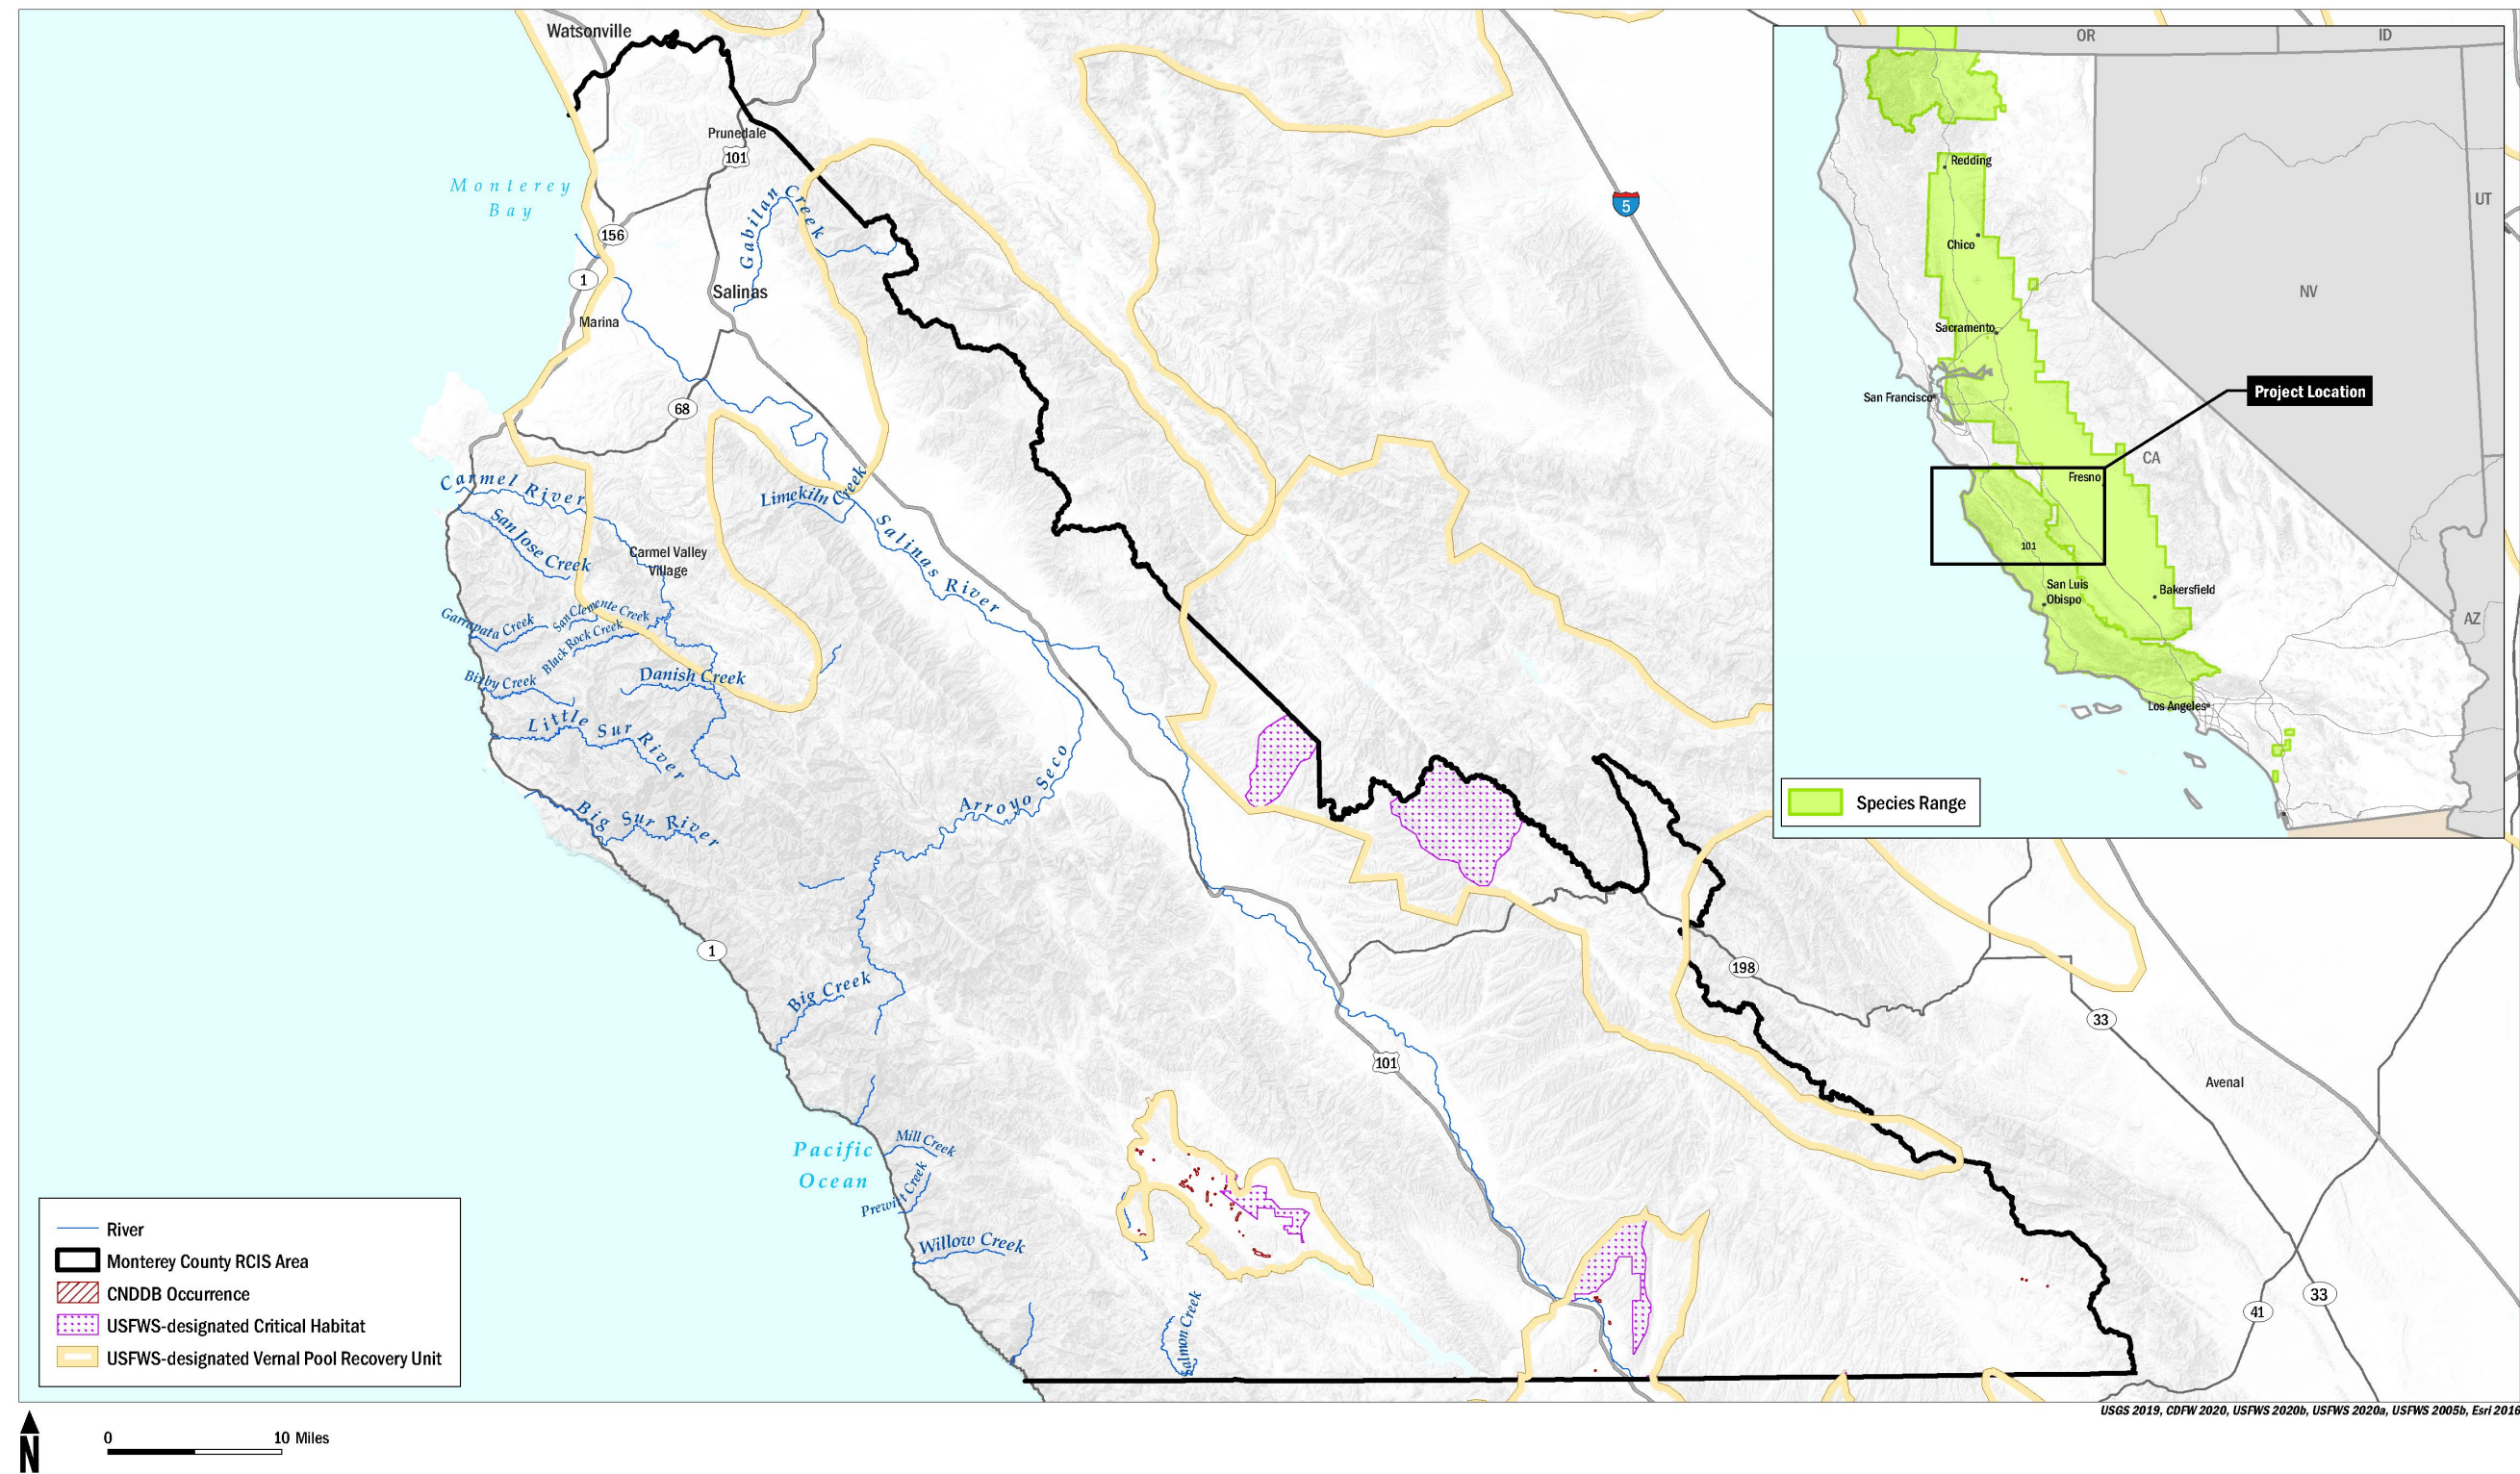 Watsonville
Prunedale
101
Monterey
Bay
156
Gabilan Creek
1
Salinas
Marina
68
5
Carmel River
San Jose Creek
Limekiln Creek
Salinas River
Carmel Valley
Village
Garrapata Creek
San Clemente Creek
Black Rock Creek
Bixby Creek
Danish Creek
Little Sur River
Big Sur River
Arroyo Seco
1
Big Creek
198
33
101
Avenal
Pacific
Ocean
Mill Creek
Prewitt Creek
Willow Creek
Salmon Creek
41
33
OR
ID
Redding
UT
Chico
NV
Sacramento
San Francisco
Project Location
CA
Fresno
101
San Luis
Obispo
Bakersfield
AZ
Los Angeles
Species Range
River
Monterey County RCIS Area
CNDDB Occurrence
USFWS-designated Critical Habitat
USFWS-designated Vernal Pool Recovery Unit
USGS 2019, CDFW 2020, USFWS 2020b, USFWS 2020a, USFWS 2005b, Esri 2016
N
0 10 Miles